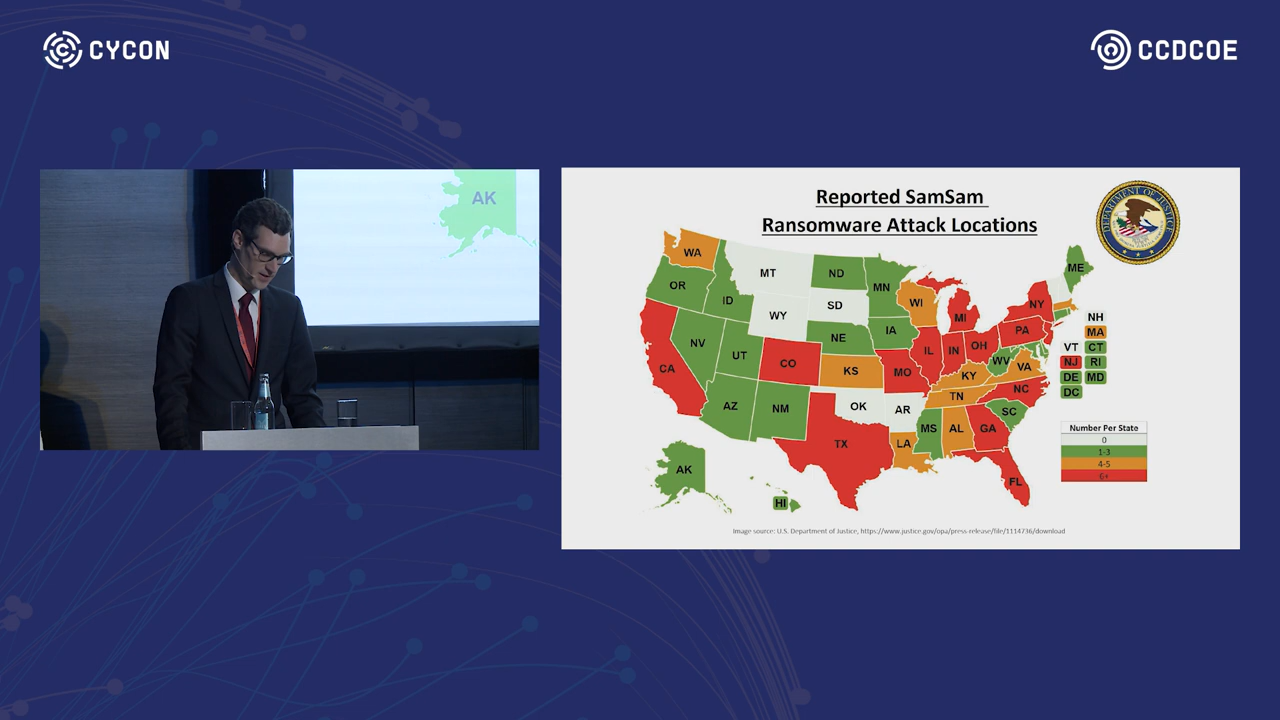 CYCON
CCDCOE
AK
Reported SamSam
Ransomware Attack Locations
DEPARTMENT OF JUSTICE
WA
MT
ND
MN
ME
OR
ID
WY
SD
WI
MI
NY
NV
UT
NE
IA
IL
IN
OH
PA
CA
CO
KS
MO
KY
WV
VA
AZ
NM
OK
AR
TN
NC
TX
LA
MS
AL
GA
SC
FL
AK
HI
NH
MA
VT
CT
NJ
RI
DE
MD
DC
Number Per State
0
1-3
4-5
6+
Image source: U.S. Department of Justice, https://www.justice.gov/opa/press-release/file/1114736/download